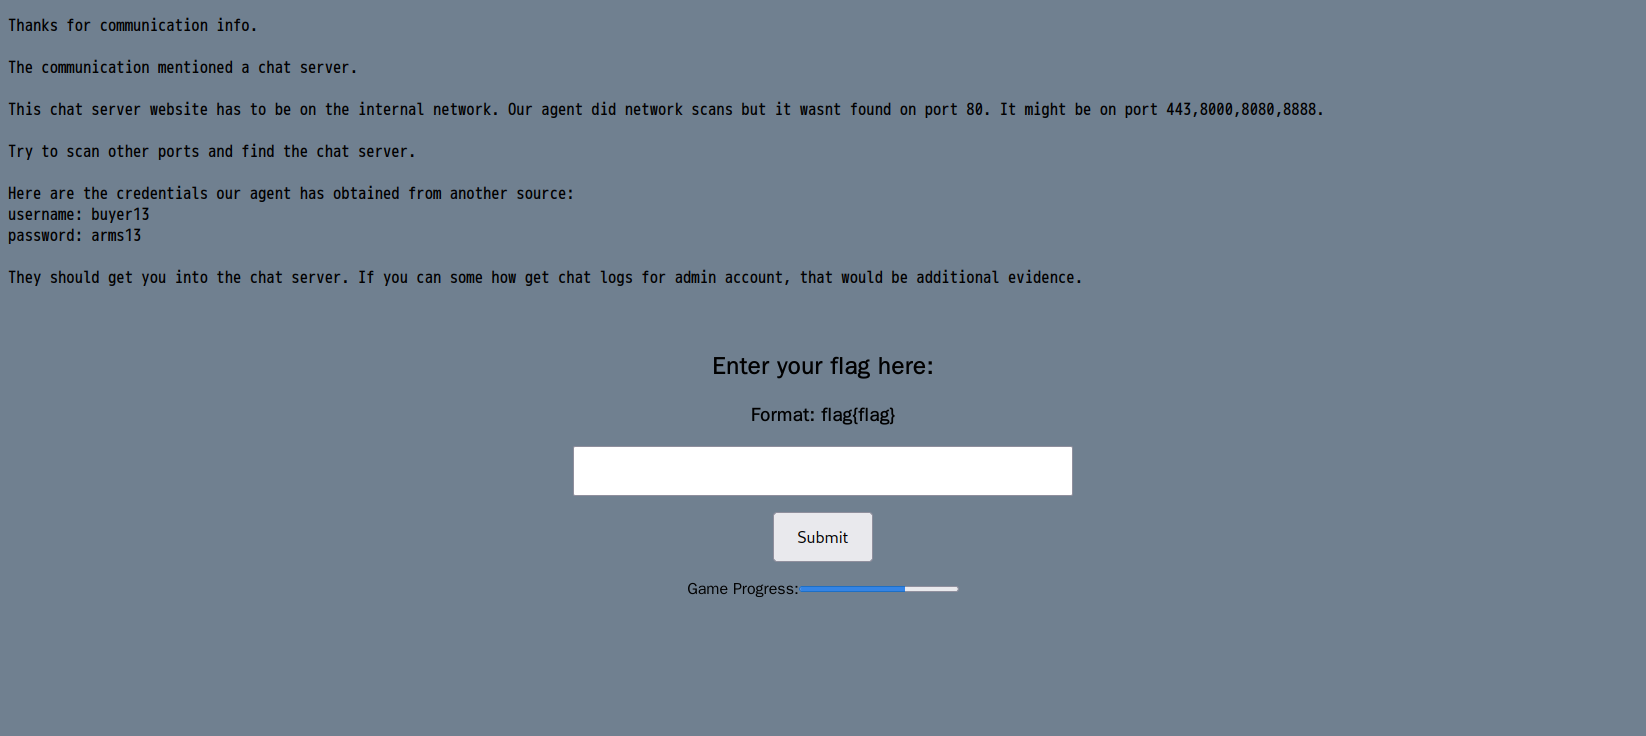 Thanks for communication info.
The communication mentioned a chat server.
This chat server website has to be on the internal network. Our agent did network scans but it wasnt found on port 80. It might be on port 443,8000,8080,8888.
Try to scan other ports and find the chat server.
Here are the credentials our agent has obtained from another source:
username: buyer13
password: arms13
They should get you into the chat server. If you can some how get chat logs for admin account, that would be additional evidence.
Enter your flag here:
Format: flag{flag}
Submit
Game Progress: